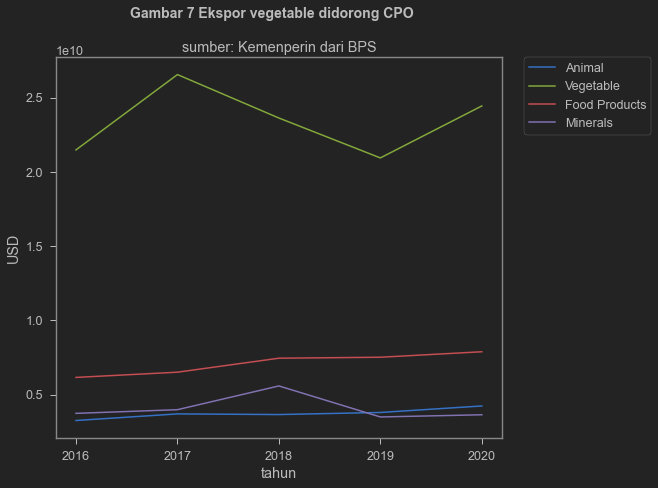 Gambar 7 Ekspor vegetable didorong CPO
sumber: Kemenperin dari BPS
1e10
Animal
Vegetable
Food Products
Minerals
2.5
2.0
1.5
1.0
0.5
USD
2016 2017 2018 2019 2020
tahun